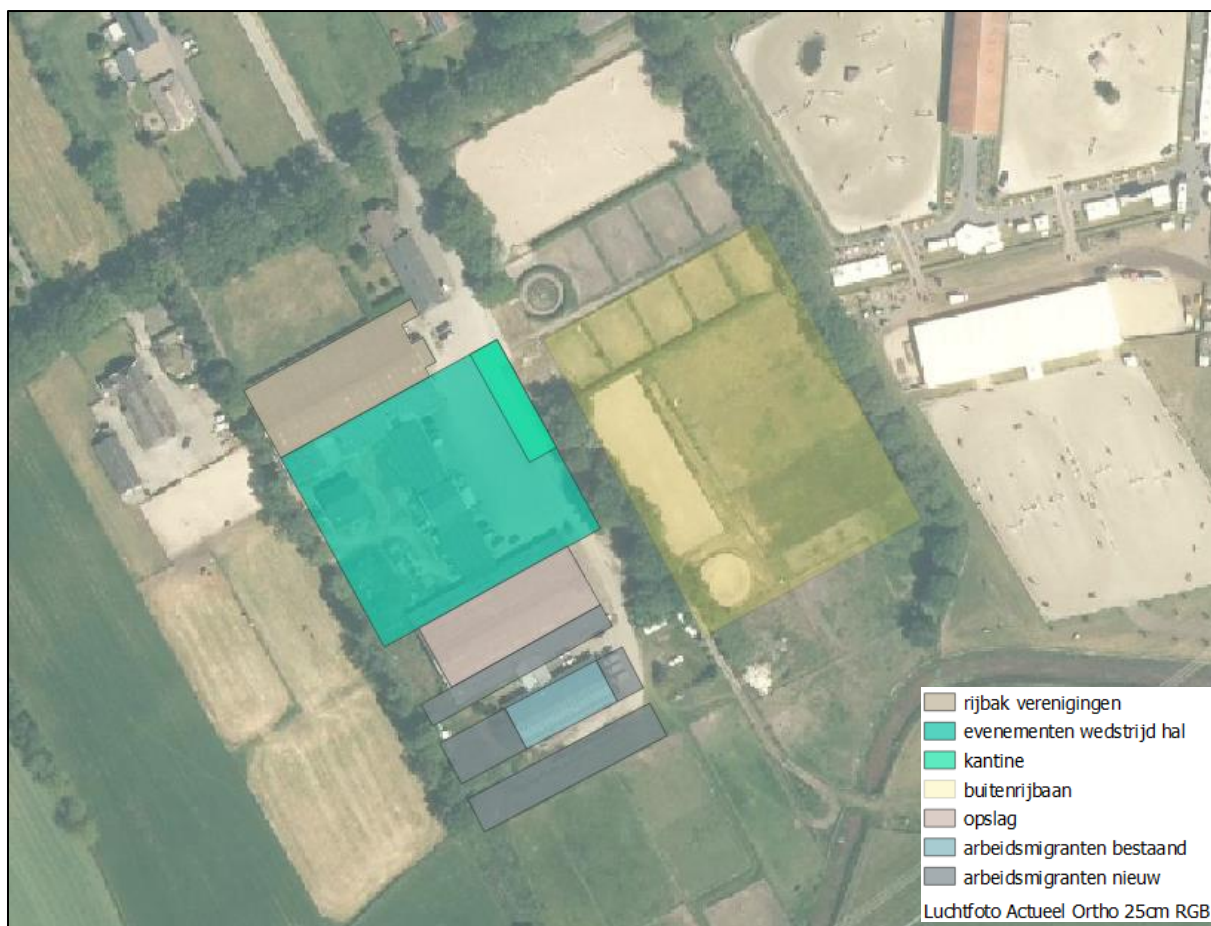 rijbak verenigingen
evenementen wedstrijd hal
kantine
buitenrijbaan
opslag
arbeidsmigranten bestaand
arbeidsmigranten nieuw
Luchtfoto Actueel Ortho 25cm RGB